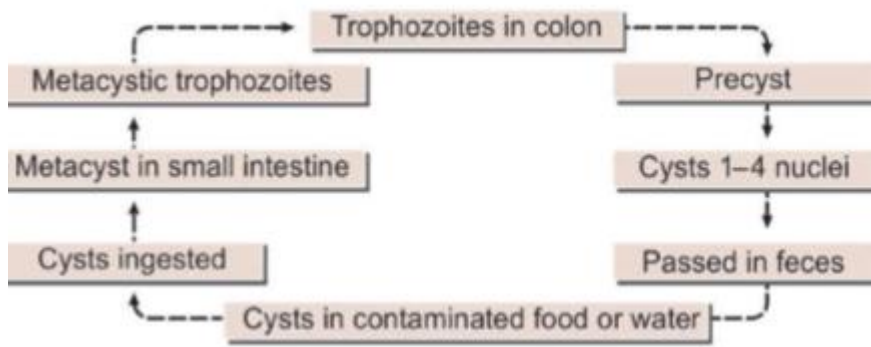 Trophozoites in colon
Metacystic trophozoites
Precyst
Metacyst in small intestine
Cysts 1–4 nuclei
Cysts ingested
Passed in feces
Cysts in contaminated food or water